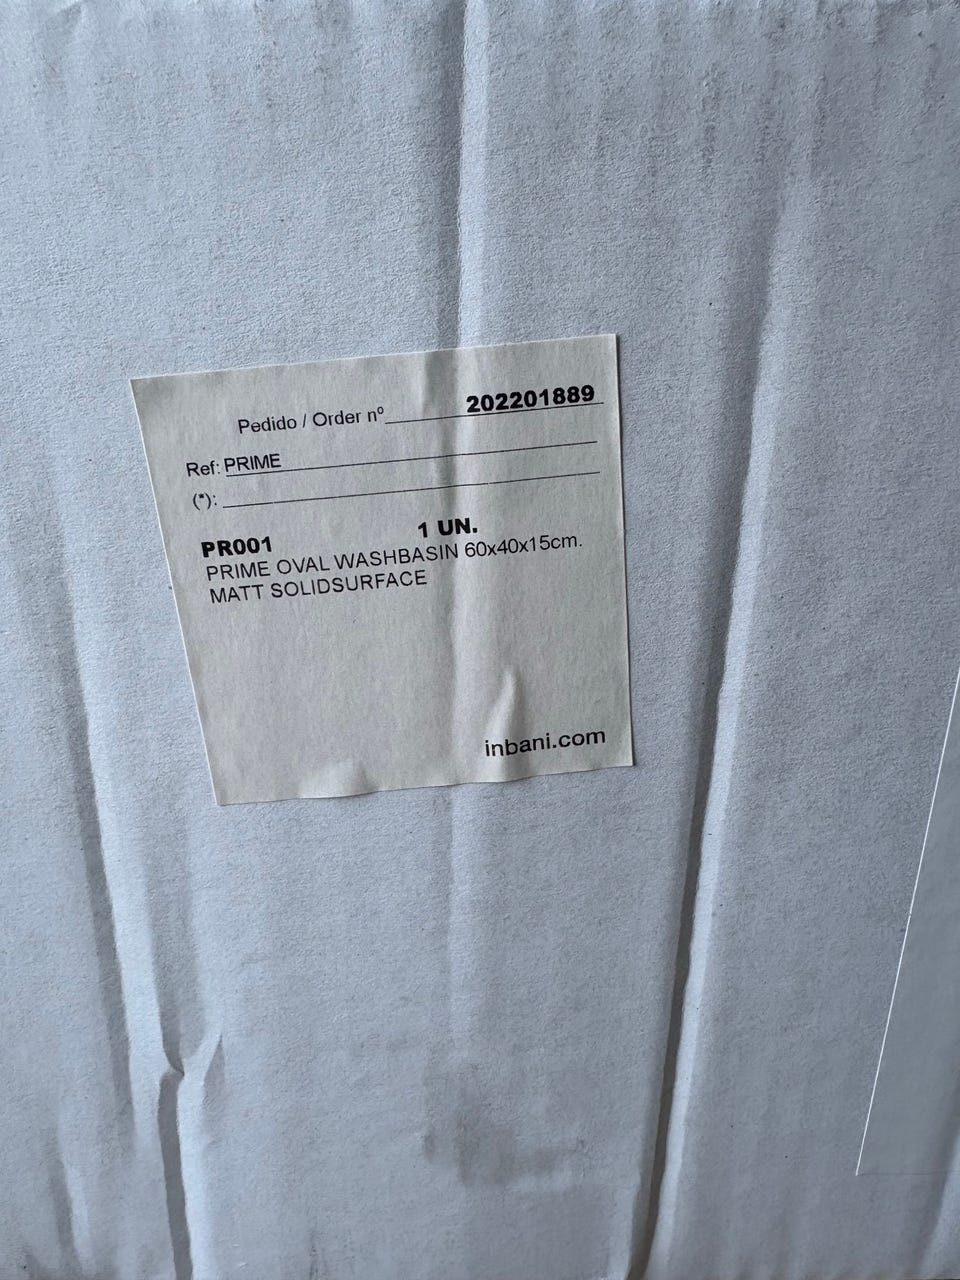 Pedido / Order nº 202201889
Ref: PRIME
(*):
PR001 1 UN.
PRIME OVAL WASHBASIN 60x40x15cm.
MATT SOLIDSURFACE
inbani.com